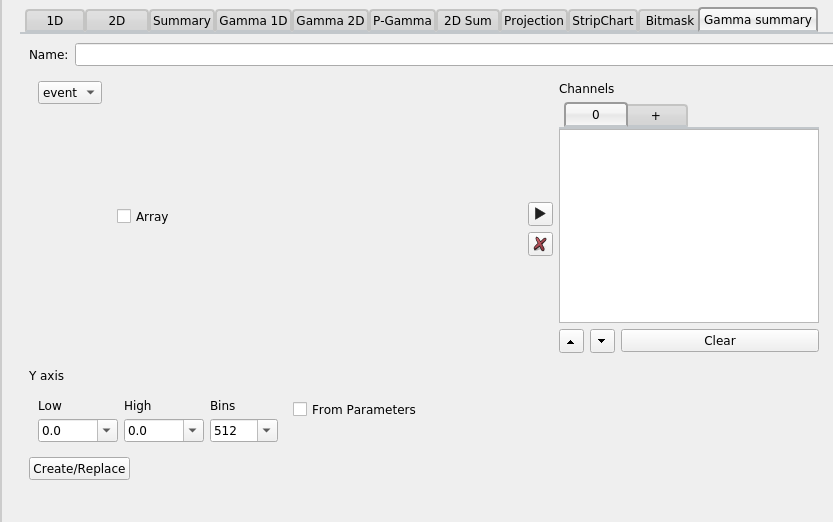 1D 2D Summary Gamma 1D Gamma 2D P-Gamma 2D Sum Projection StripChart Bitmask Gamma summary
Name:
event
Channels
0 +
Array
Clear
Y axis
Low High Bins
From Parameters
0.0 0.0 512
Create/Replace